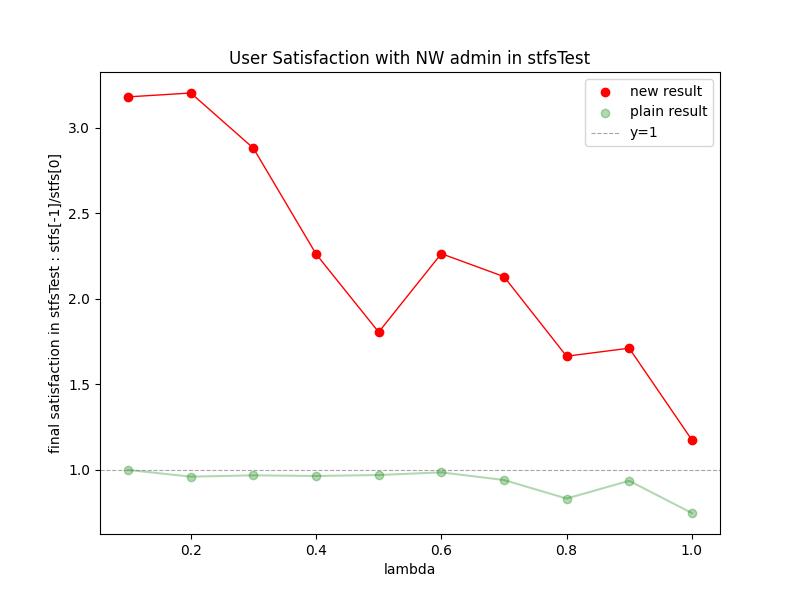 User Satisfaction with NW admin in stfsTest
new result
plain result
y=1
final satisfaction in stfsTest : stfs[-1]/stfs[0]
3.0
2.5
2.0
1.5
1.0
0.2
0.4
0.6
0.8
1.0
lambda